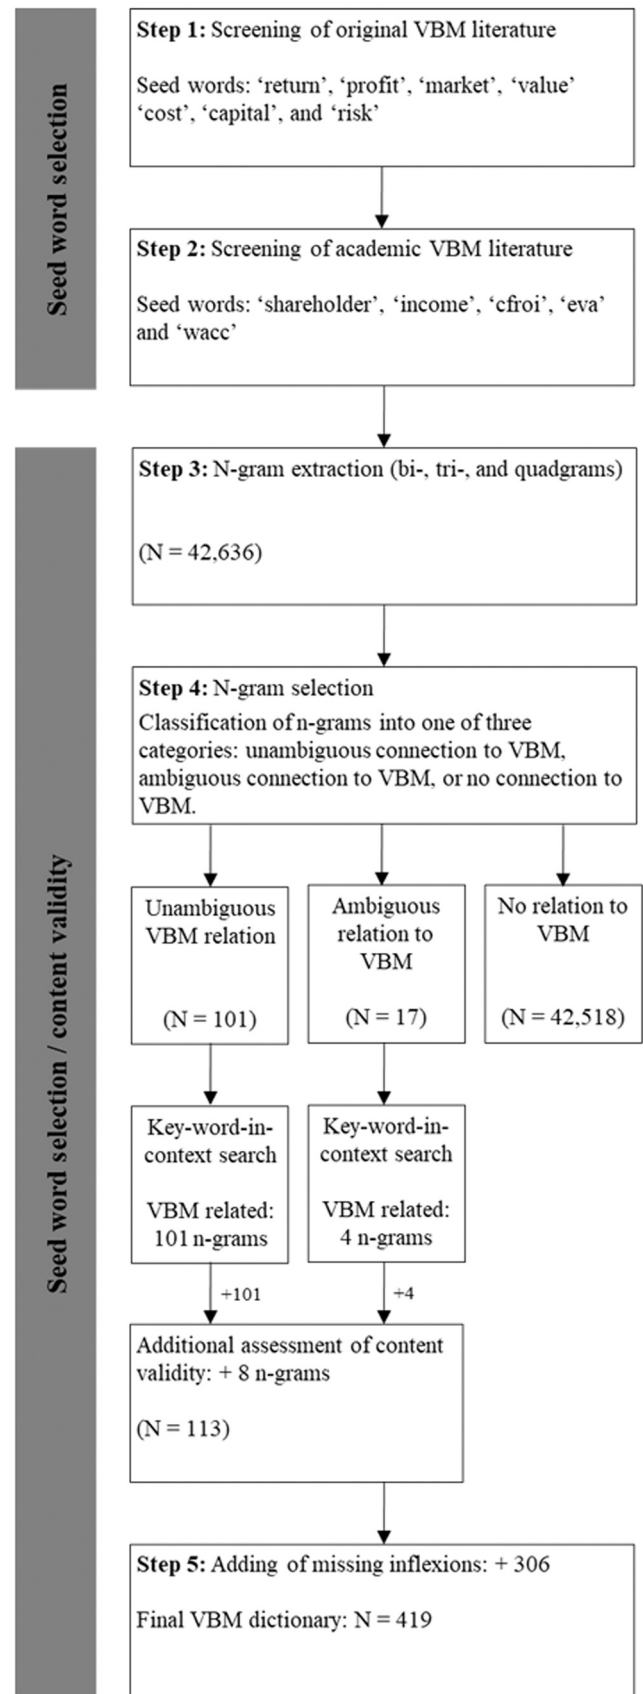 Seed word selection
Step 1: Screening of original VBM literature
Seed words: ‘return’, ‘profit’, ‘market’, ‘value’
‘cost’, ‘capital’, and ‘risk’
Step 2: Screening of academic VBM literature
Seed words: ‘shareholder’, ‘income’, ‘cfroi’, ‘eva’
and ‘wacc’
Seed word selection / content validity
Step 3: N-gram extraction (bi-, tri-, and quadgrams)
(N = 42,636)
Step 4: N-gram selection
Classification of n-grams into one of three
categories: unambiguous connection to VBM,
ambiguous connection to VBM, or no connection to
VBM.
Unambiguous
VBM relation
(N = 101)
Ambiguous
relation to
VBM
(N = 17)
No relation to
VBM
(N = 42,518)
Key-word-in-
context search
VBM related:
101 n-grams
Key-word-in-
context search
VBM related:
4 n-grams
+101
+4
Additional assessment of content
validity: + 8 n-grams
(N = 113)
Step 5: Adding of missing inflexions: + 306
Final VBM dictionary: N = 419